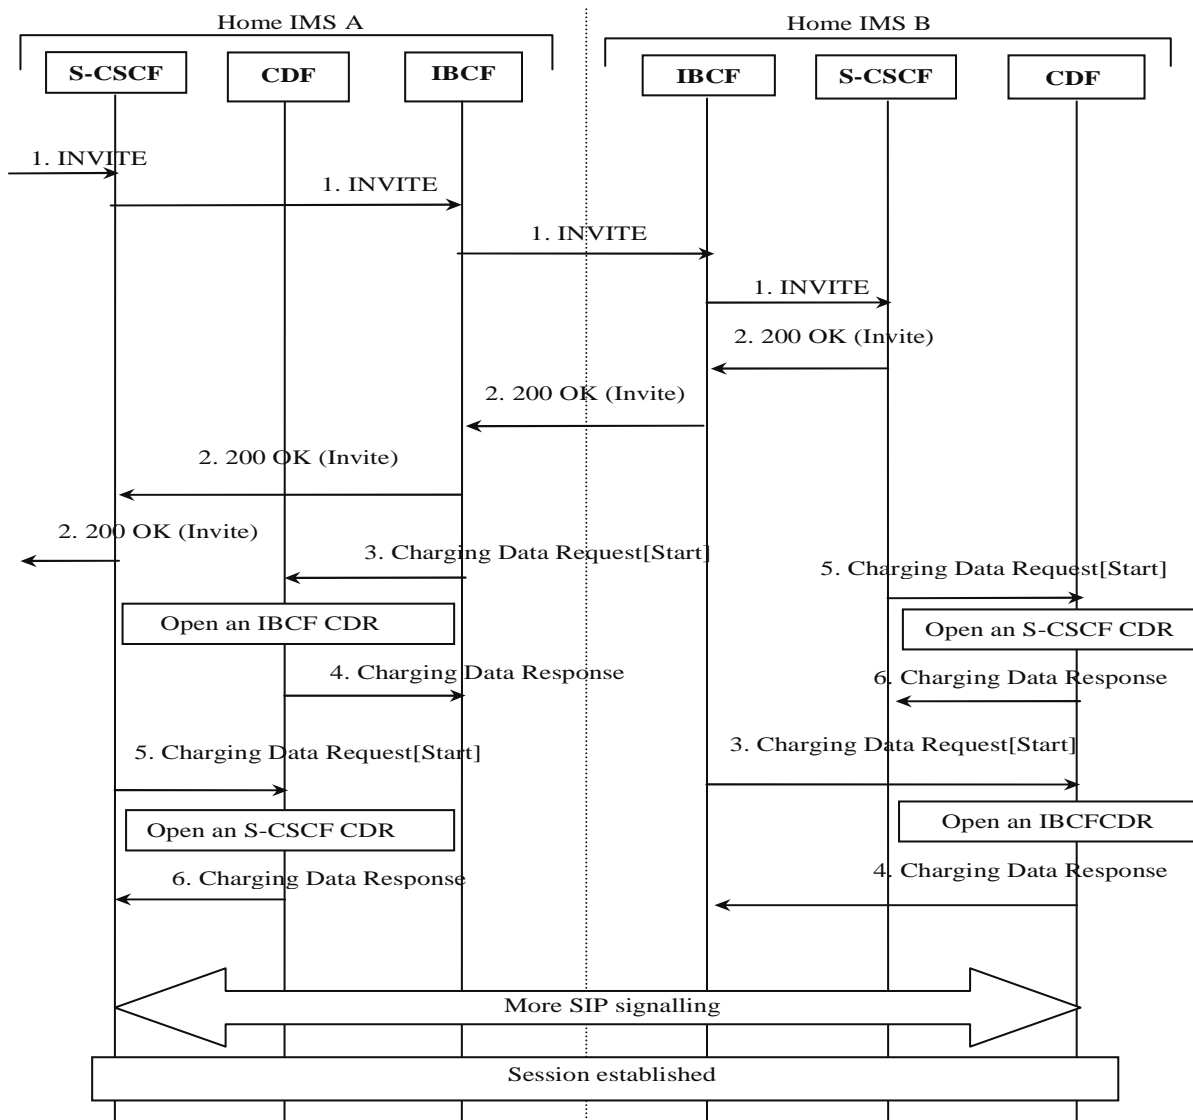 Home IMS A
Home IMS B
S-CSCF
CDF
IBCF
IBCF
S-CSCF
CDF
1. INVITE
1. INVITE
1. INVITE
1. INVITE
2. 200 OK (Invite)
2. 200 OK (Invite)
2. 200 OK (Invite)
2. 200 OK (Invite)
3. Charging Data Request[Start]
5. Charging Data Request[Start]
Open an IBCF CDR
Open an S-CSCF CDR
4. Charging Data Response
6. Charging Data Response
5. Charging Data Request[Start]
3. Charging Data Request[Start]
Open an S-CSCF CDR
Open an IBCFCDR
6. Charging Data Response
4. Charging Data Response
More SIP signalling
Session established